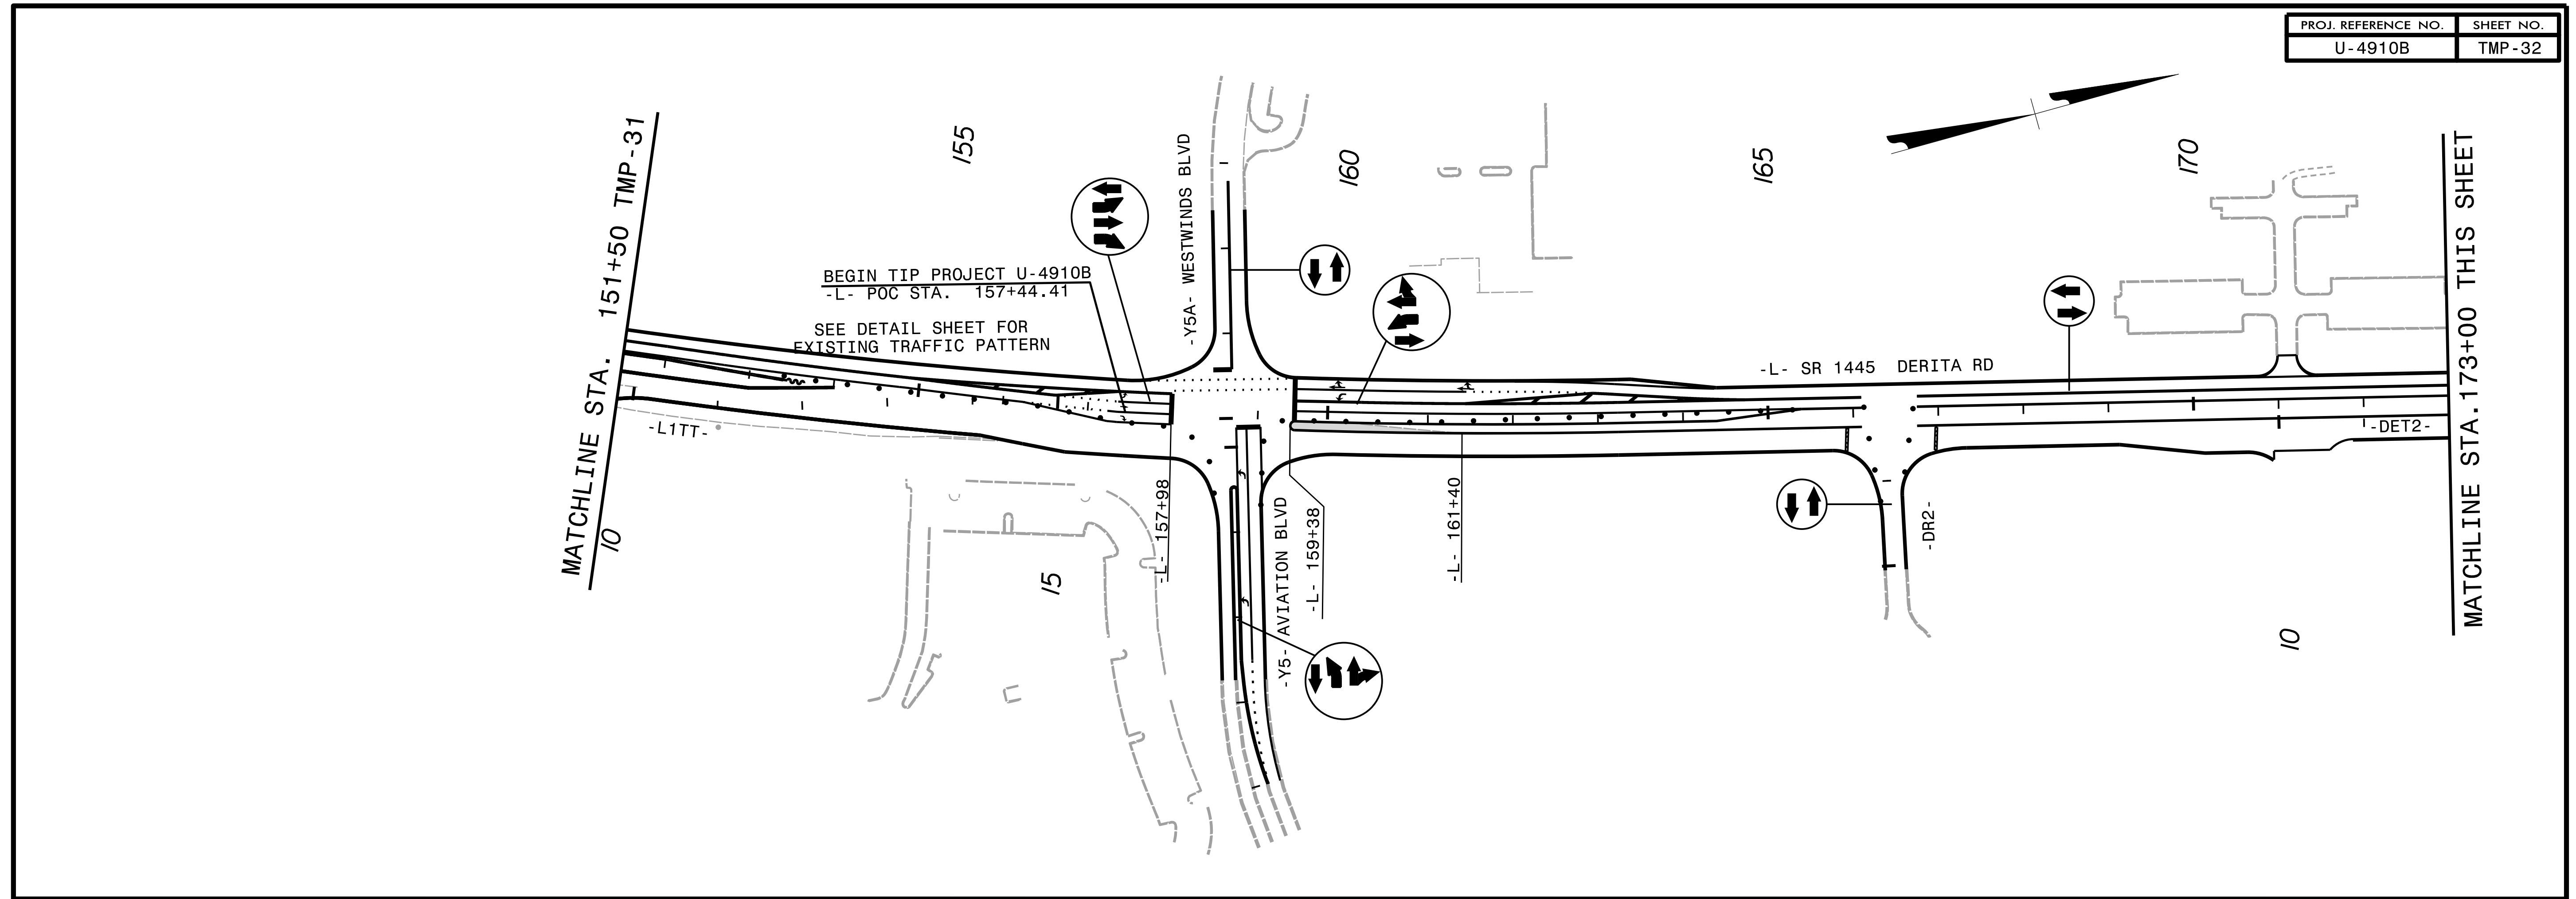 PROJ. REFERENCE NO. SHEET NO.
U-4910B TMP-32
MATCHLINE STA. 151+50 TMP-31
155
160
165
170
-Y5A- WESTWINDS BLVD
BEGIN TIP PROJECT U-4910B
-L- POC STA. 157+44.41
SEE DETAIL SHEET FOR
EXISTING TRAFFIC PATTERN
-L- SR 1445 DERITA RD
-L1TT-
-DET2-
MATCHLINE STA.173+00 THIS SHEET
10
15
-L- 157+98
-Y5- AVIATION BLVD
-L- 159+38
-L- 161+40
-DR2-
10